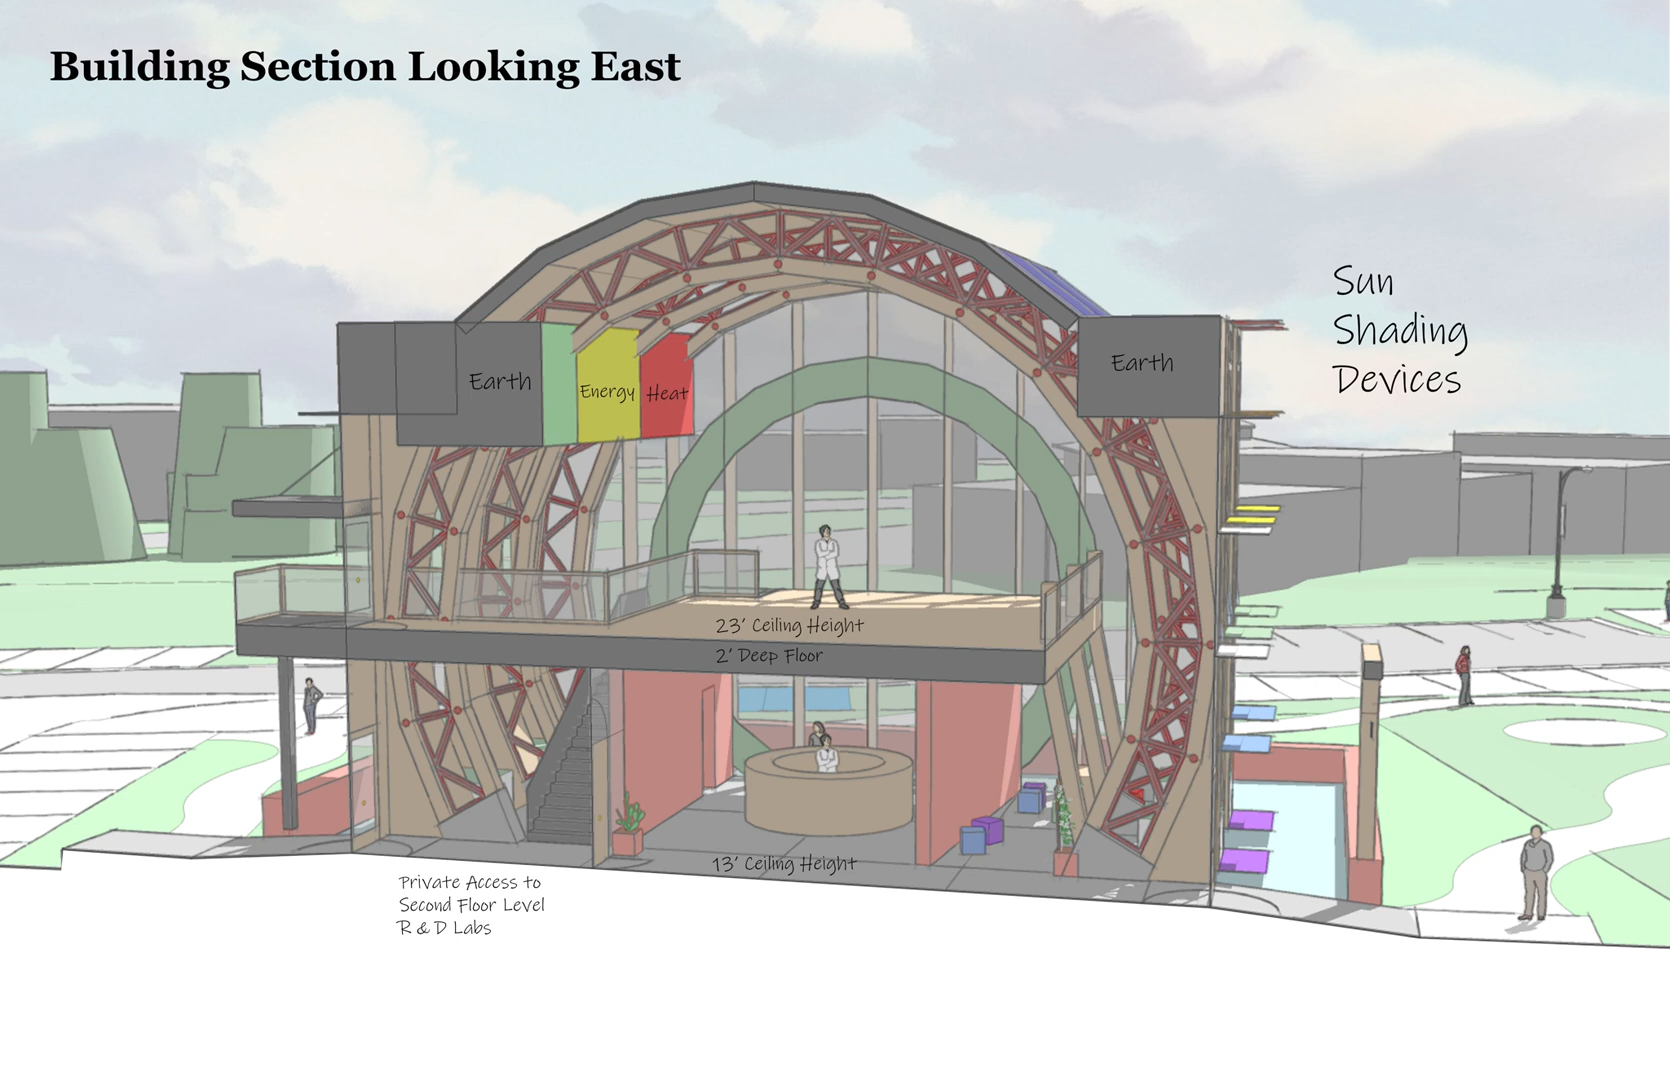 Building Section Looking East
Sun
Shading
Devices
Earth
Energy
Heat
Earth
23' Ceiling Height
2' Deep Floor
13' Ceiling Height
Private Access to
Second Floor Level
R & D Labs